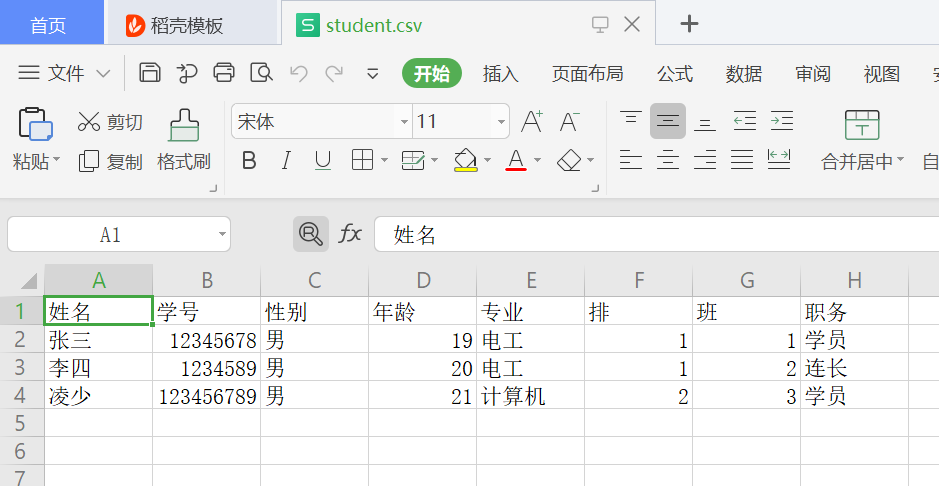 首页 稻壳模板 student.csv
文件 开始 插入 页面布局 公式 数据 审阅 视图
剪切 宋体 11 A+ A-
粘贴 复制 格式刷 B I U A 合并居中 自
A1 fx 姓名
A B C D E F G H
1 姓名 学号 性别 年龄 专业 排 班 职务
2 张三 12345678 男 19 电工 1 1 学员
3 李四 1234589 男 20 电工 1 2 连长
4 凌少 123456789 男 21 计算机 2 3 学员
5
6
7